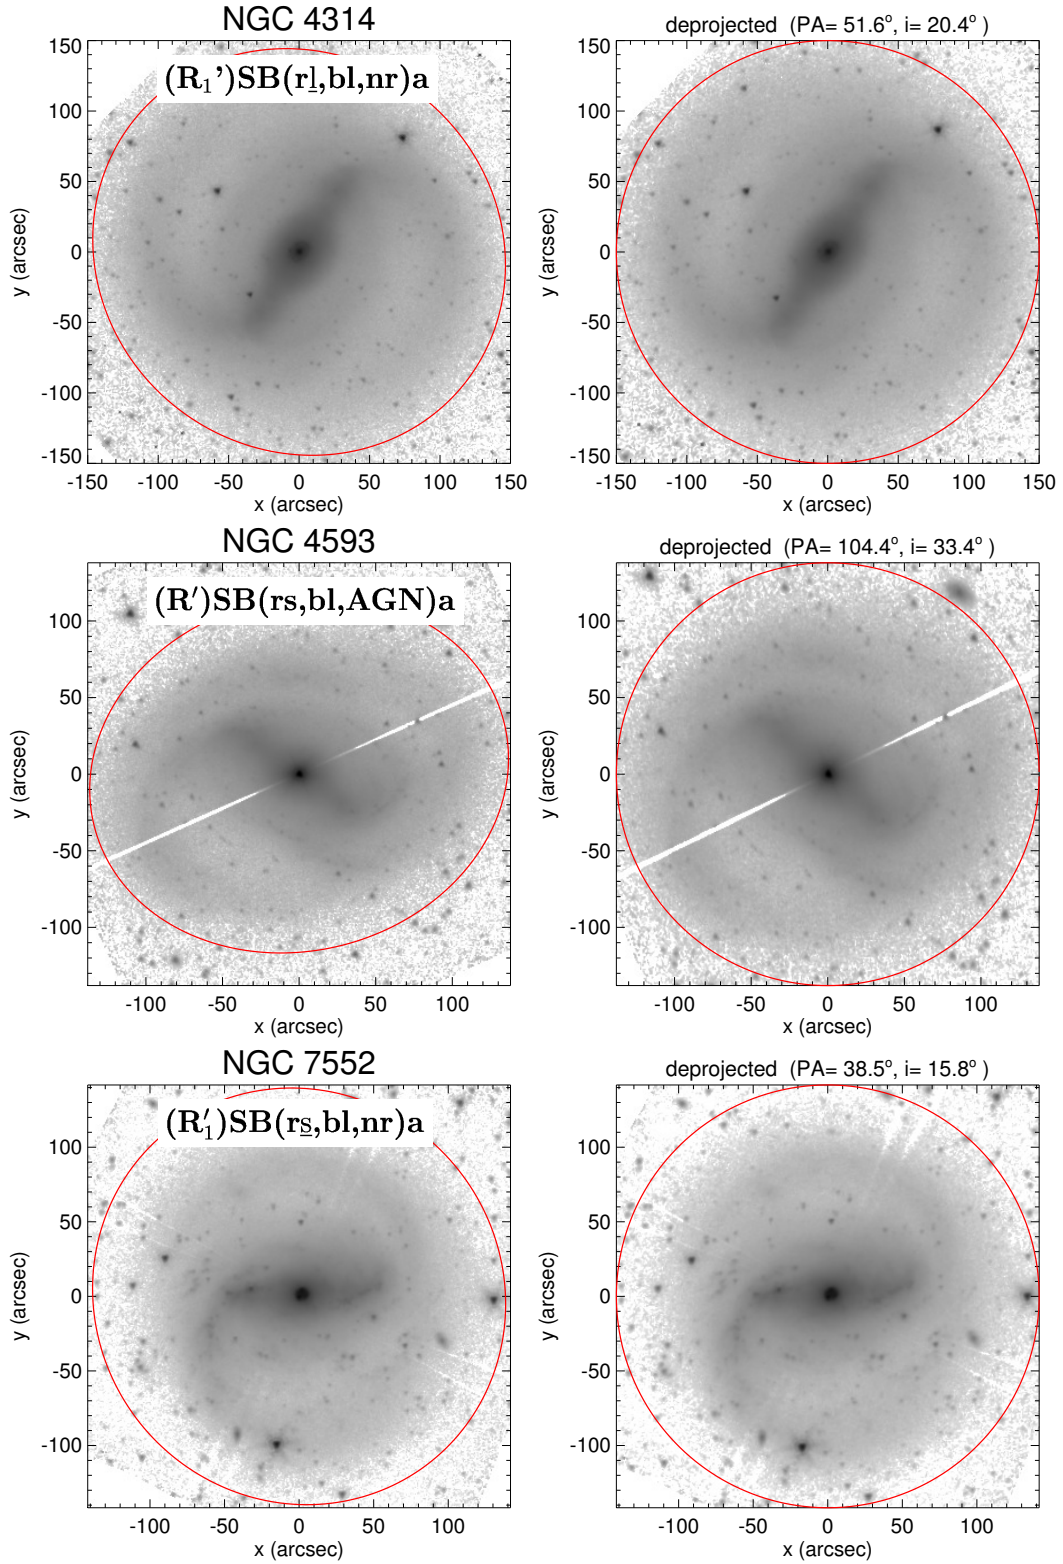 NGC 4314
deprojected (PA= 51.6°, i= 20.4°)
(R₁’)SB(rl̲,bl,nr)a
150
100
50
0
-50
-100
-150
y (arcsec)
-150 -100 -50 0 50 100 150
x (arcsec)
150
100
50
0
-50
-100
-150
y (arcsec)
-150 -100 -50 0 50 100 150
x (arcsec)
NGC 4593
deprojected (PA= 104.4°, i= 33.4°)
(R′)SB(rs,bl,AGN)a
100
50
0
-50
-100
y (arcsec)
-100 -50 0 50 100
x (arcsec)
100
50
0
-50
-100
y (arcsec)
-100 -50 0 50 100
x (arcsec)
NGC 7552
deprojected (PA= 38.5°, i= 15.8°)
(R′₁)SB(rs̲,bl,nr)a
100
50
0
-50
-100
y (arcsec)
-100 -50 0 50 100
x (arcsec)
100
50
0
-50
-100
y (arcsec)
-100 -50 0 50 100
x (arcsec)